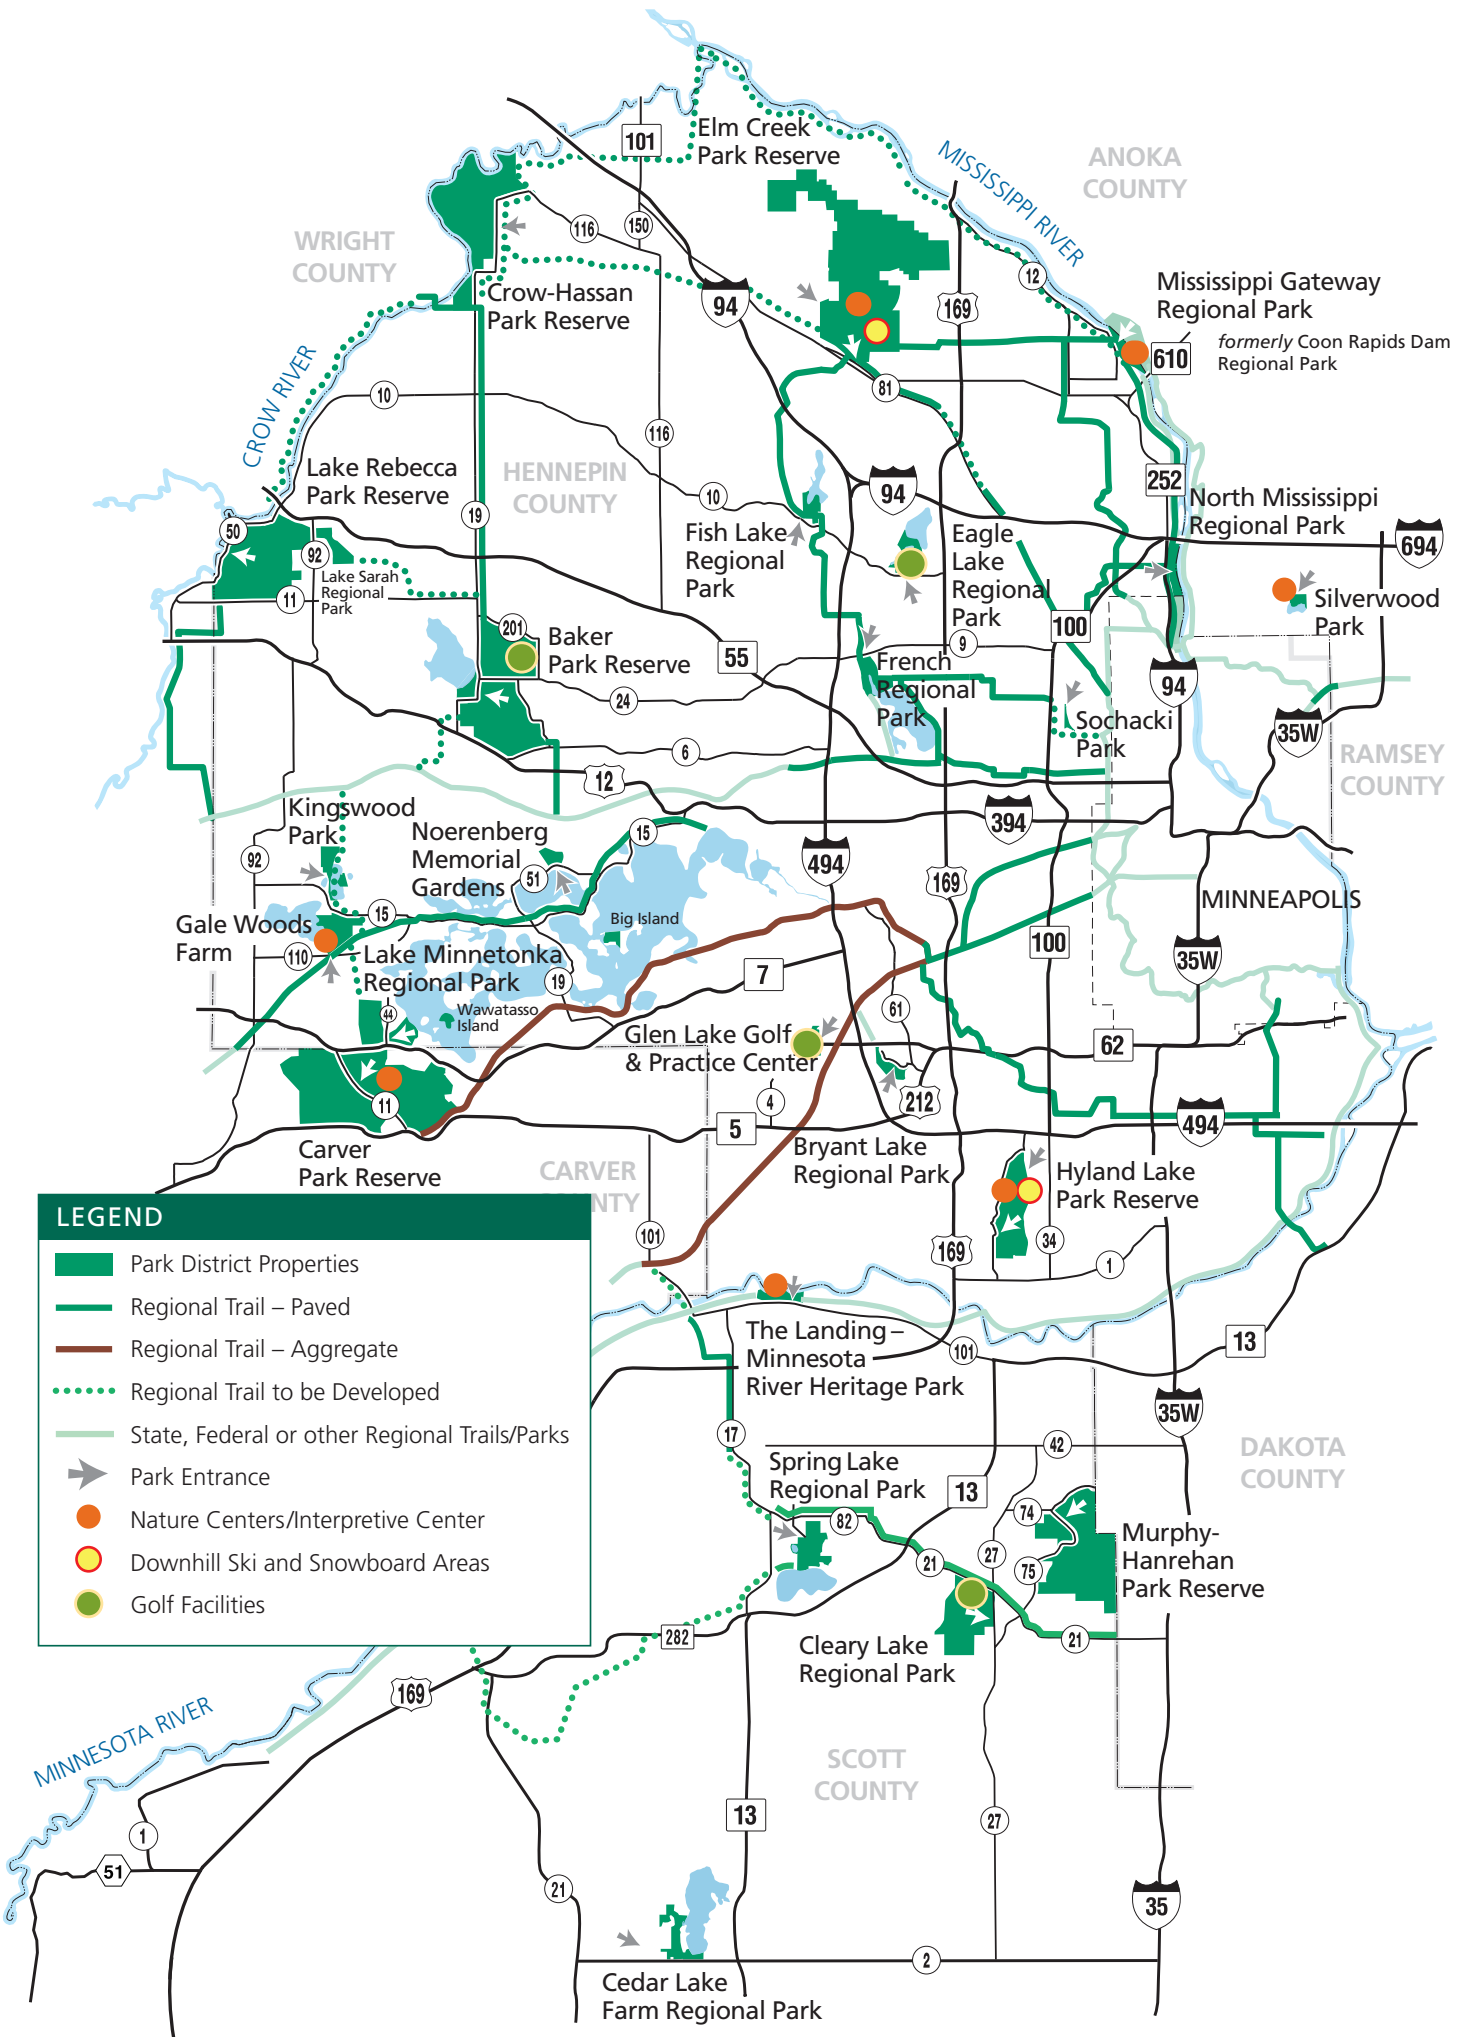 Elm Creek
Park Reserve
101
MISSISSIPPI RIVER
ANOKA
COUNTY
WRIGHT
COUNTY
116
150
12
Mississippi Gateway
Regional Park
formerly Coon Rapids Dam
Regional Park
Crow-Hassan
Park Reserve
94
169
610
CROW RIVER
10
81
116
Lake Rebecca
Park Reserve
HENNEPIN
COUNTY
10
94
252
North Mississippi
Regional Park
19
50
92
Fish Lake
Regional
Park
Eagle
Lake
Regional
Park
694
Lake Sarah
Regional
Park
11
Silverwood
Park
201
Baker
Park Reserve
55
100
9
French
Regional
Park
94
24
Sochacki
Park
35W
6
RAMSEY
COUNTY
12
Kingswood
Park
Noerenberg
Memorial
Gardens
15
394
92
51
494
169
MINNEAPOLIS
Gale Woods
Farm
15
Big Island
110
Lake Minnetonka
Regional Park
100
35W
7
19
44
Wawatasso
Island
61
Glen Lake Golf
& Practice Center
62
11
4
212
5
494
Carver
Park Reserve
Bryant Lake
Regional Park
CARVER
COUNTY
Hyland Lake
Park Reserve
101
169
34
1
LEGEND
Park District Properties
Regional Trail – Paved
Regional Trail – Aggregate
Regional Trail to be Developed
State, Federal or other Regional Trails/Parks
Park Entrance
Nature Centers/Interpretive Center
Downhill Ski and Snowboard Areas
Golf Facilities
The Landing –
Minnesota
River Heritage Park
101
13
35W
17
42
Spring Lake
Regional Park
13
DAKOTA
COUNTY
82
74
21
27
75
Murphy-
Hanrehan
Park Reserve
282
21
Cleary Lake
Regional Park
169
MINNESOTA RIVER
SCOTT
COUNTY
13
27
1
51
21
35
2
Cedar Lake
Farm Regional Park